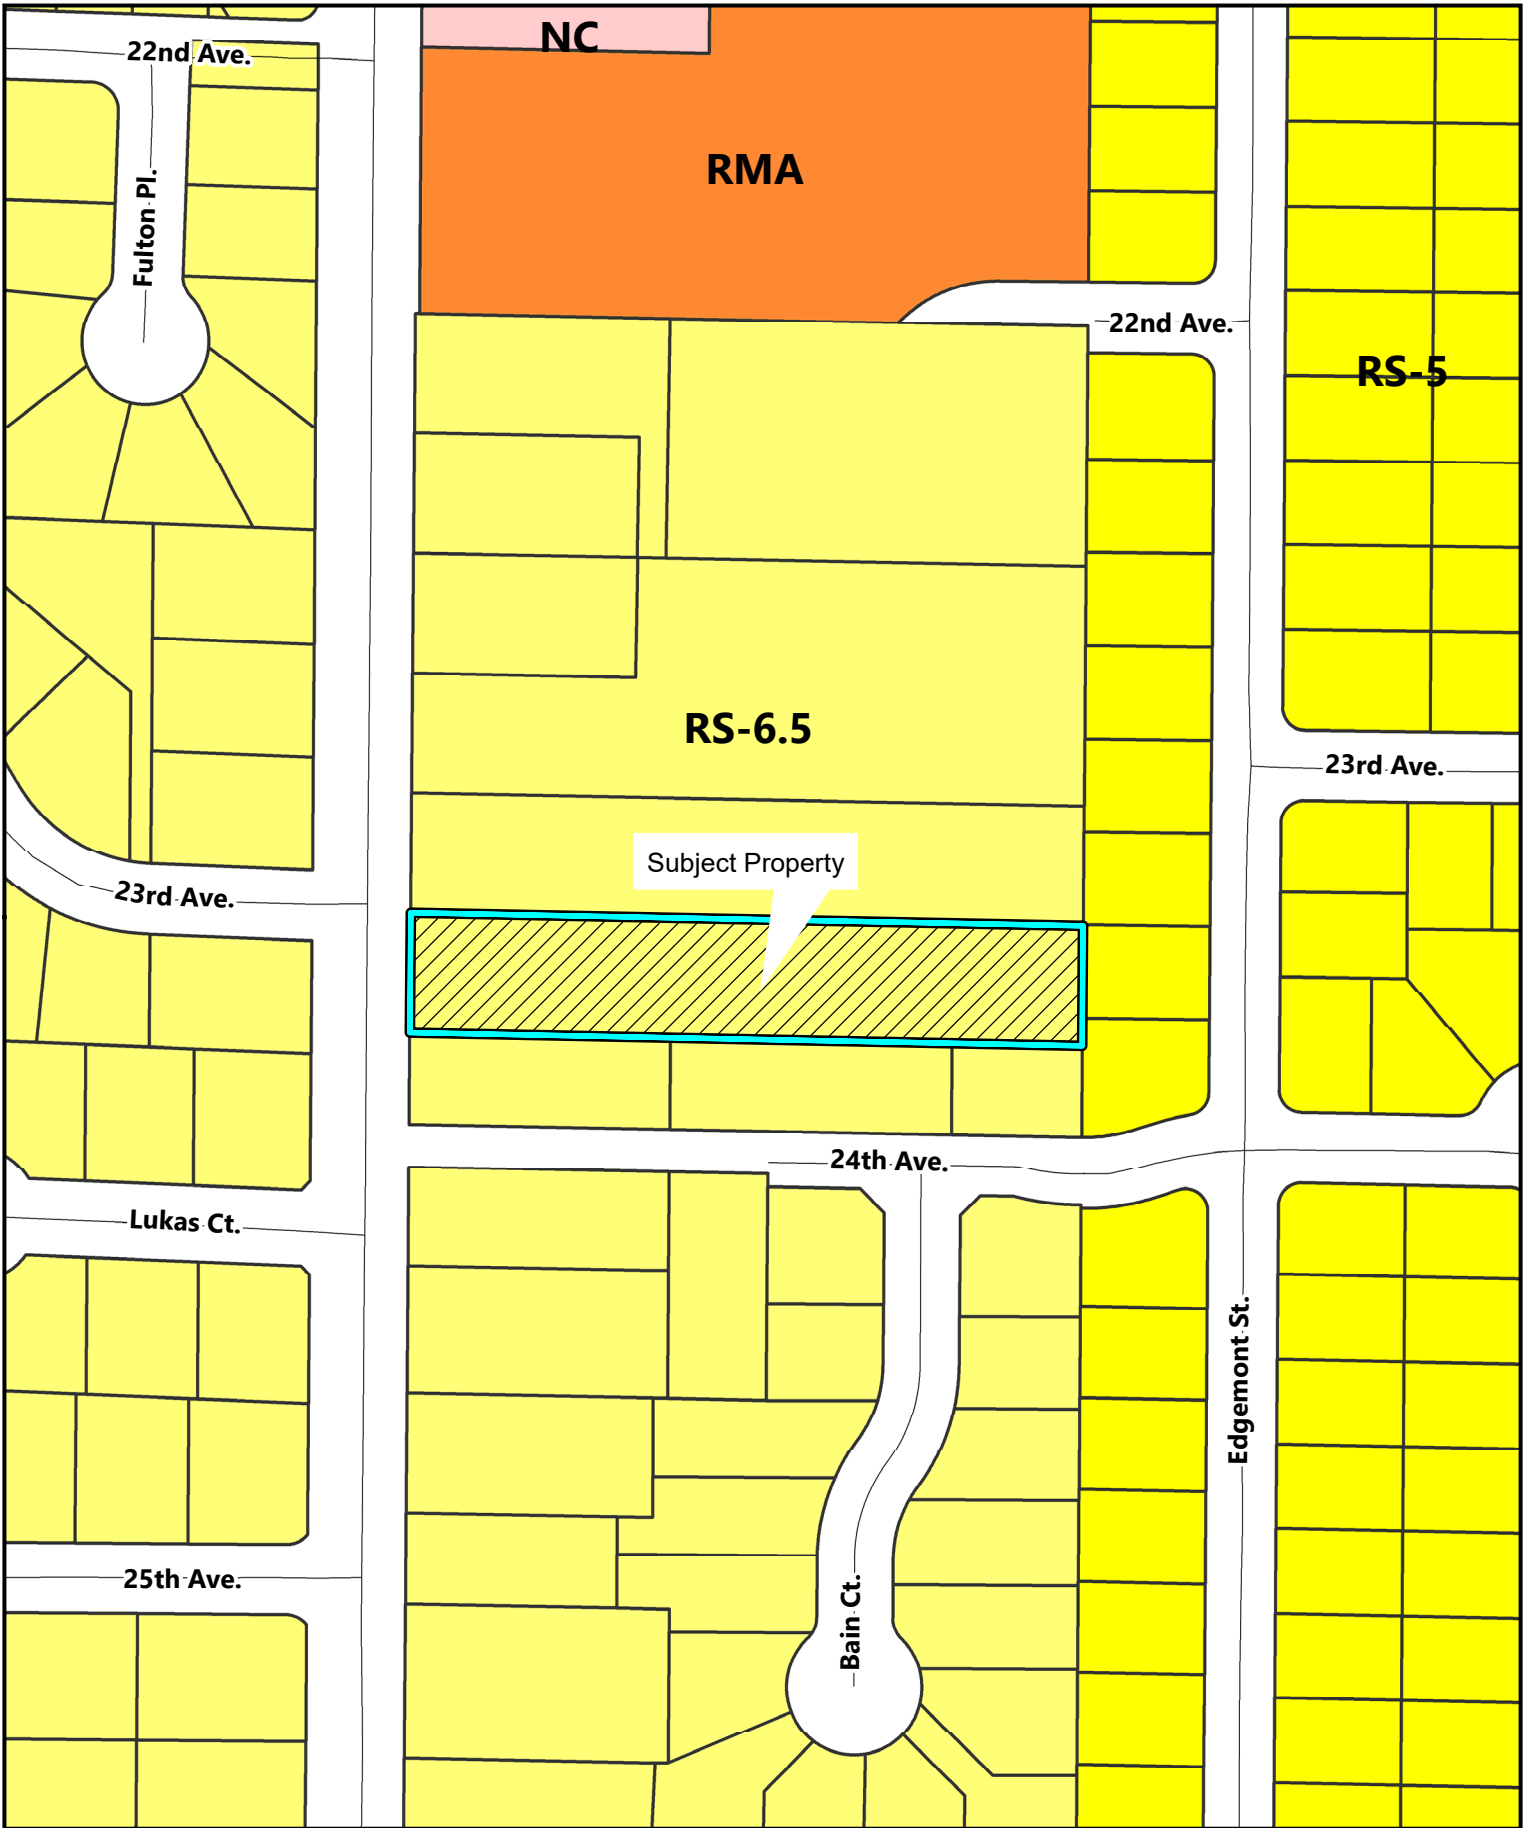 NC
22nd Ave.
RMA
Fulton Pl.
22nd Ave.
RS-5
RS-6.5
23rd Ave.
Subject Property
23rd Ave.
24th Ave.
Lukas Ct.
Edgemont St.
25th Ave.
Bain Ct.